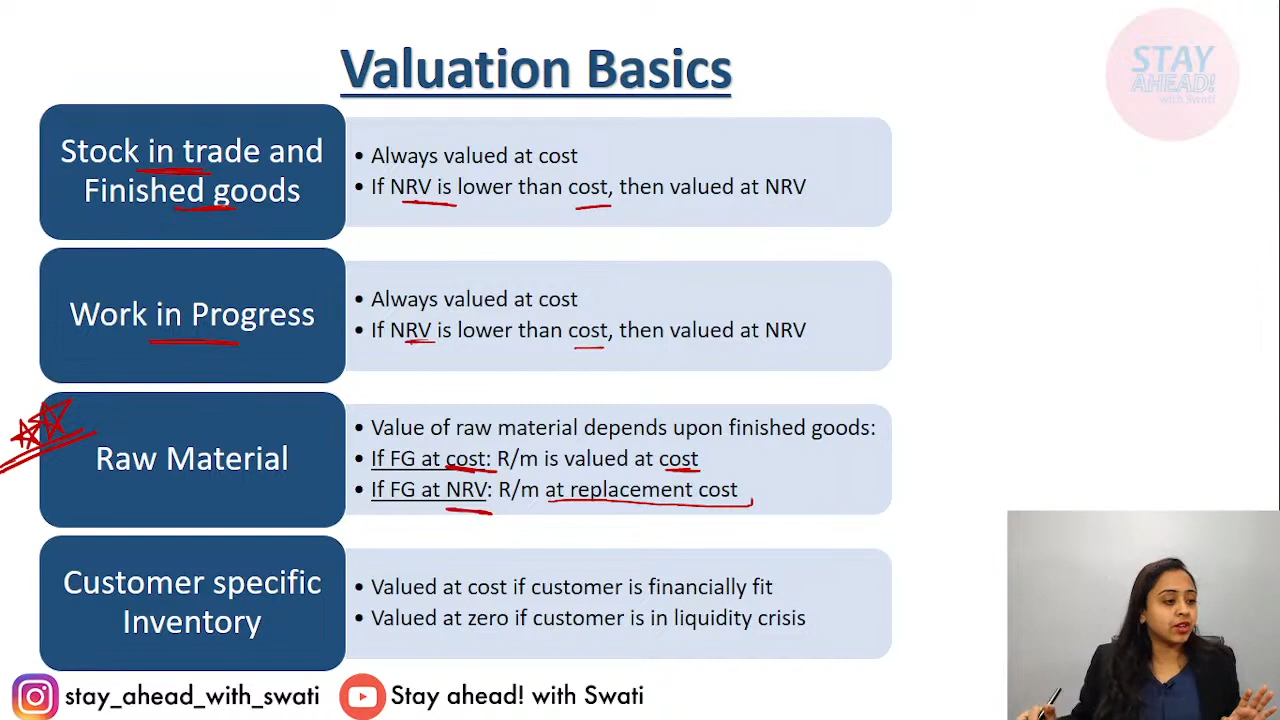 Valuation Basics
STAY
AHEAD!
with Swati
Stock in trade and
Finished goods
• Always valued at cost
• If NRV is lower than cost, then valued at NRV
Work in Progress
• Always valued at cost
• If NRV is lower than cost, then valued at NRV
Raw Material
• Value of raw material depends upon finished goods:
• If FG at cost: R/m is valued at cost
• If FG at NRV: R/m at replacement cost
Customer specific
Inventory
• Valued at cost if customer is financially fit
• Valued at zero if customer is in liquidity crisis
stay_ahead_with_swati
Stay ahead! with Swati